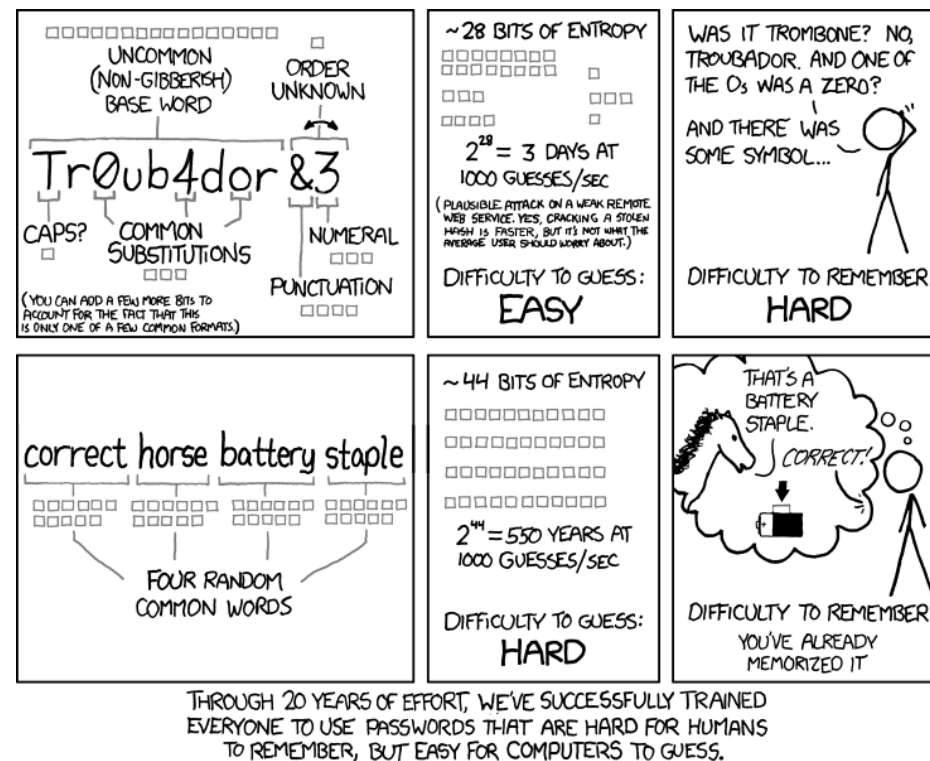 UNCOMMON
(NON-GIBBERISH)
BASE WORD
ORDER
UNKNOWN
Tr0ub4dor &3
CAPS?
COMMON
SUBSTITUTIONS
NUMERAL
PUNCTUATION
(YOU CAN ADD A FEW MORE BITS TO
ACCOUNT FOR THE FACT THAT THIS
IS ONLY ONE OF A FEW COMMON FORMATS.)
~28 BITS OF ENTROPY
2^28 = 3 DAYS AT
1000 GUESSES/SEC
(PLAUSIBLE ATTACK ON A WEAK REMOTE
WEB SERVICE. YES, CRACKING A STOLEN
HASH IS FASTER, BUT IT'S NOT WHAT THE
AVERAGE USER SHOULD WORRY ABOUT.)
DIFFICULTY TO GUESS:
EASY
WAS IT TROMBONE? NO,
TROUBADOR. AND ONE OF
THE Os WAS A ZERO?
AND THERE WAS
SOME SYMBOL...
DIFFICULTY TO REMEMBER
HARD
correct horse battery staple
FOUR RANDOM
COMMON WORDS
~44 BITS OF ENTROPY
2^44 = 550 YEARS AT
1000 GUESSES/SEC
DIFFICULTY TO GUESS:
HARD
THAT'S A
BATTERY
STAPLE.
CORRECT!
DIFFICULTY TO REMEMBER
YOU'VE ALREADY
MEMORIZED IT
THROUGH 20 YEARS OF EFFORT, WE'VE SUCCESSFULLY TRAINED
EVERYONE TO USE PASSWORDS THAT ARE HARD FOR HUMANS
TO REMEMBER, BUT EASY FOR COMPUTERS TO GUESS.